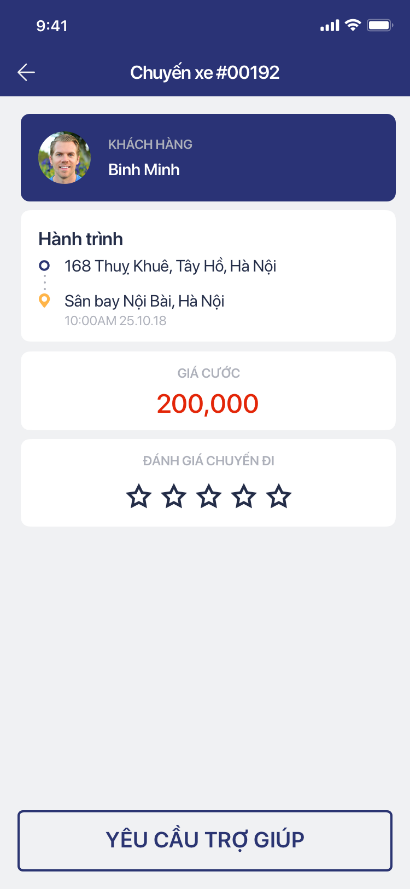 9:41
Chuyến xe #00192
KHÁCH HÀNG
Binh Minh
Hành trình
168 Thuỵ Khuê, Tây Hồ, Hà Nội
Sân bay Nội Bài, Hà Nội
10:00AM 25.10.18
GIÁ CƯỚC
200,000
ĐÁNH GIÁ CHUYẾN ĐI
YÊU CẦU TRỢ GIÚP